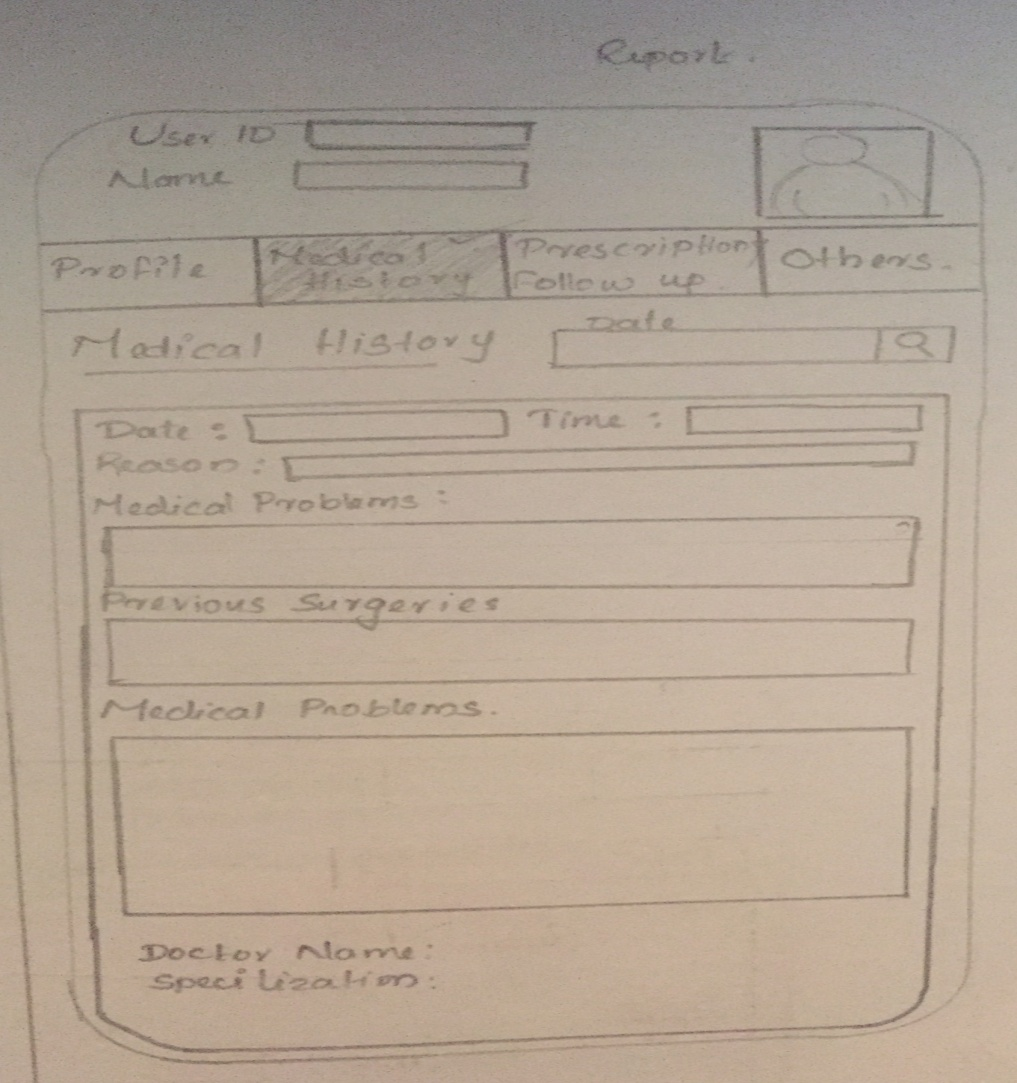 Report.
User ID
Name
Profile
Medical History
Prescription Follow up.
Others.
Medical History
Date
Date :
Time :
Reason :
Medical Problems :
Previous Surgeries
Medical Problems.
Doctor Name:
Specilization: